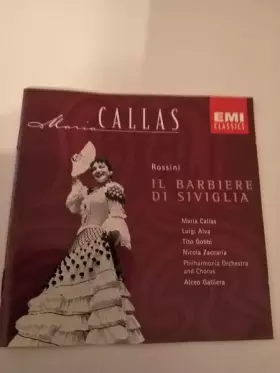 Maria CALLAS
EMI
CLASSICS
Rossini
IL BARBIERE
DI SIVIGLIA
Maria Callas
Luigi Alva
Tito Gobbi
Nicola Zaccaria
Philharmonia Orchestra
and Chorus
Alceo Galliera